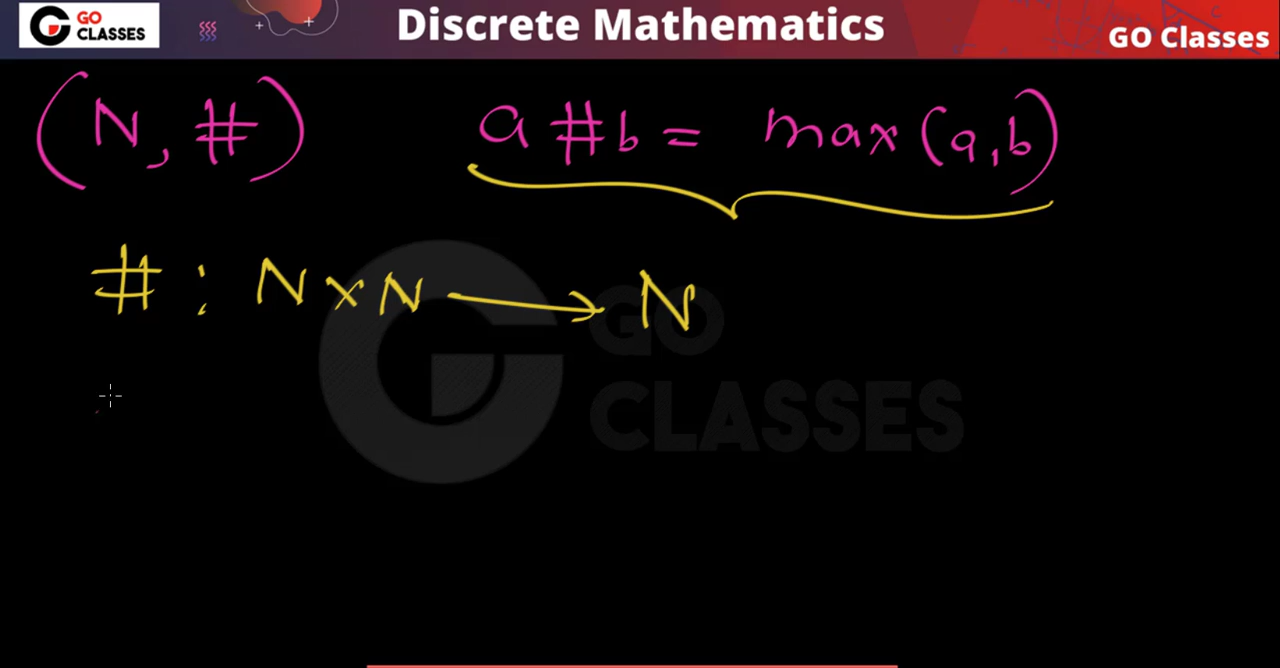 GO CLASSES
Discrete Mathematics
GO Classes
(N, #) a # b = max(a,b)
# : N × N → N
GO
CLASSES